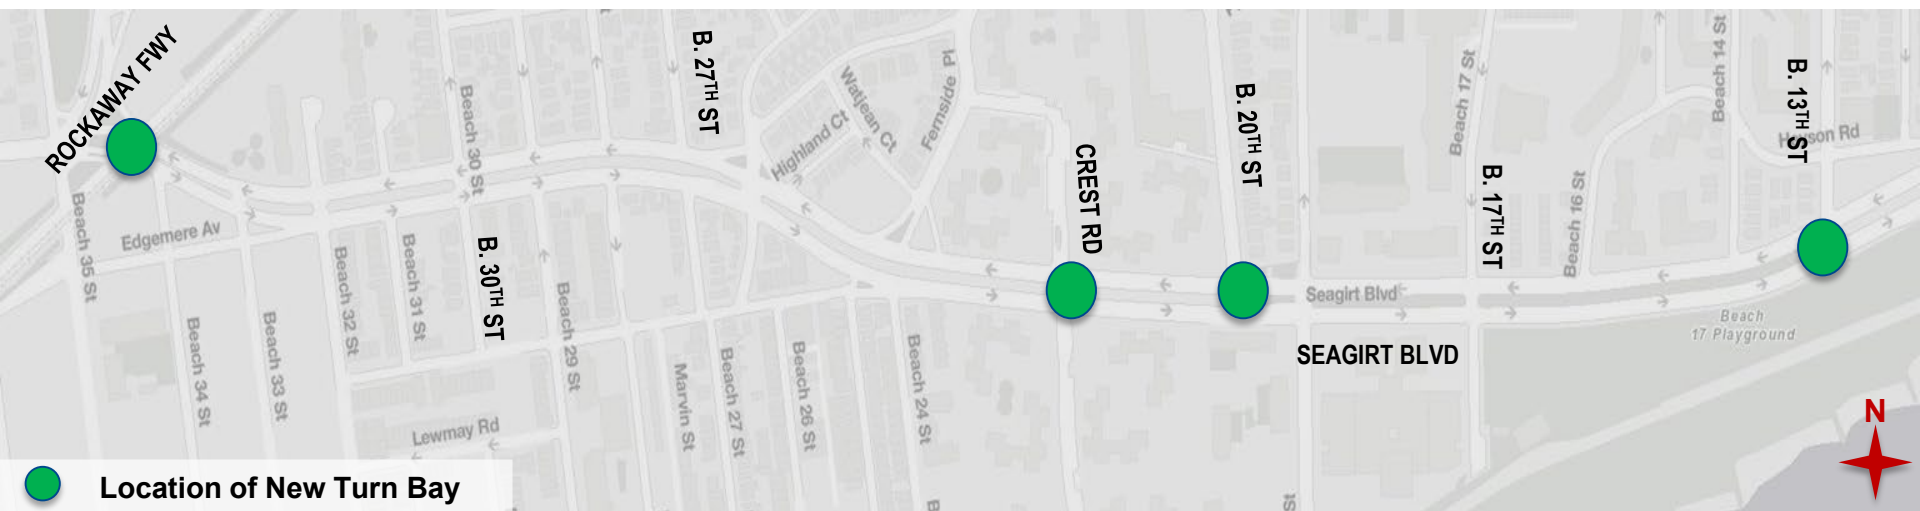 ROCKAWAY FWY
B. 27TH ST
Beach 30 St
Watjean Ct
Highland Ct
Fernside Pl
CREST RD
B. 20TH ST
Beach 17 St
B. 17TH ST
Beach 16 St
Beach 14 St
B. 13TH ST
Rd
Edgemere Av
Beach 35 St
Beach 34 St
Beach 33 St
Beach 32 St
Beach 31 St
B. 30TH ST
Beach 29 St
Seagirt Blvd
SEAGIRT BLVD
Beach
17 Playground
Marvin St
Beach 27 St
Beach 26 St
Beach 24 St
Lewmay Rd
B
St
N
Location of New Turn Bay